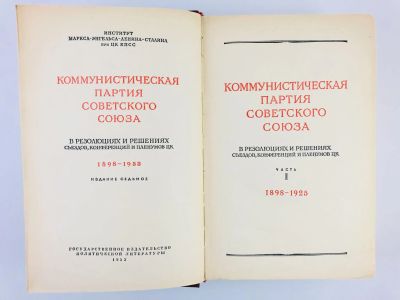 ИНСТИТУТ
МАРКСА-ЭНГЕЛЬСА-ЛЕНИНА-СТАЛИНА
ПРИ ЦК КПСС
КОММУНИСТИЧЕСКАЯ
ПАРТИЯ
СОВЕТСКОГО
СОЮЗА
В РЕЗОЛЮЦИЯХ И РЕШЕНИЯХ
СЪЕЗДОВ, КОНФЕРЕНЦИЙ И ПЛЕНУМОВ ЦК
1898-1953
ИЗДАНИЕ СЕДЬМОЕ
ГОСУДАРСТВЕННОЕ ИЗДАТЕЛЬСТВО
ПОЛИТИЧЕСКОЙ ЛИТЕРАТУРЫ
1953
КОММУНИСТИЧЕСКАЯ
ПАРТИЯ
СОВЕТСКОГО
СОЮЗА
В РЕЗОЛЮЦИЯХ И РЕШЕНИЯХ
СЪЕЗДОВ, КОНФЕРЕНЦИЙ И ПЛЕНУМОВ ЦК
ЧАСТЬ
I
1898-1925